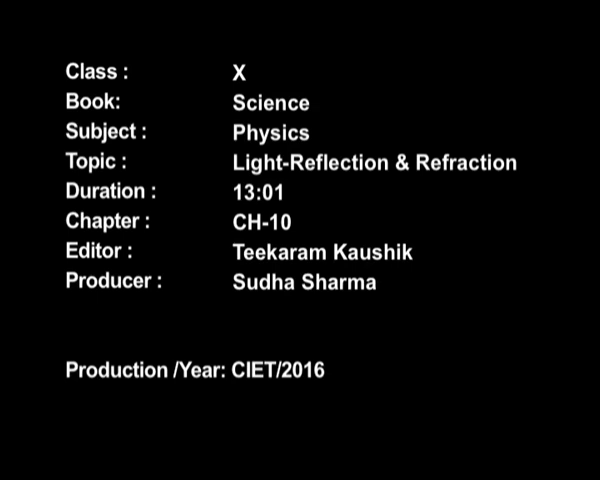 Class : X
Book: Science
Subject : Physics
Topic : Light-Reflection & Refraction
Duration : 13:01
Chapter : CH-10
Editor : Teekaram Kaushik
Producer : Sudha Sharma
Production /Year: CIET/2016